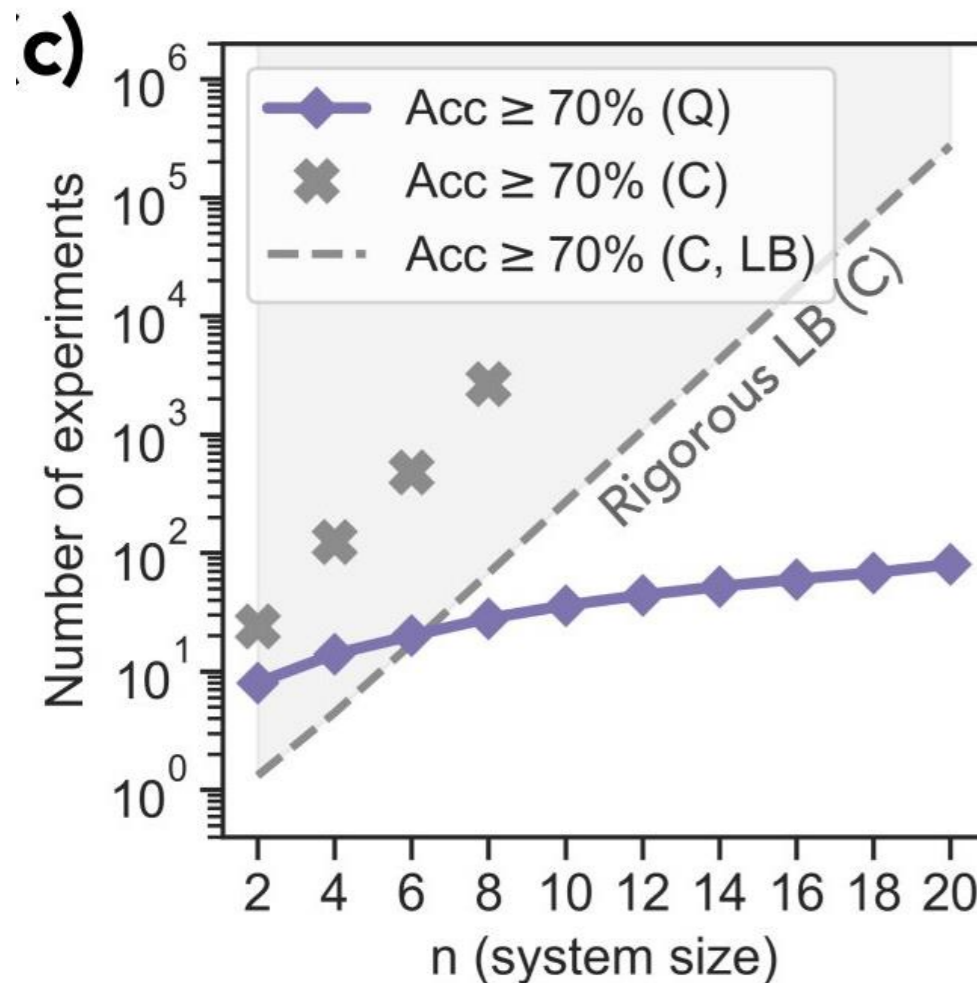 (c)
10^6
10^5
10^4
10^3
10^2
10^1
10^0
Number of experiments
Acc ≥ 70% (Q)
Acc ≥ 70% (C)
Acc ≥ 70% (C, LB)
Rigorous LB (C)
2 4 6 8 10 12 14 16 18 20
n (system size)